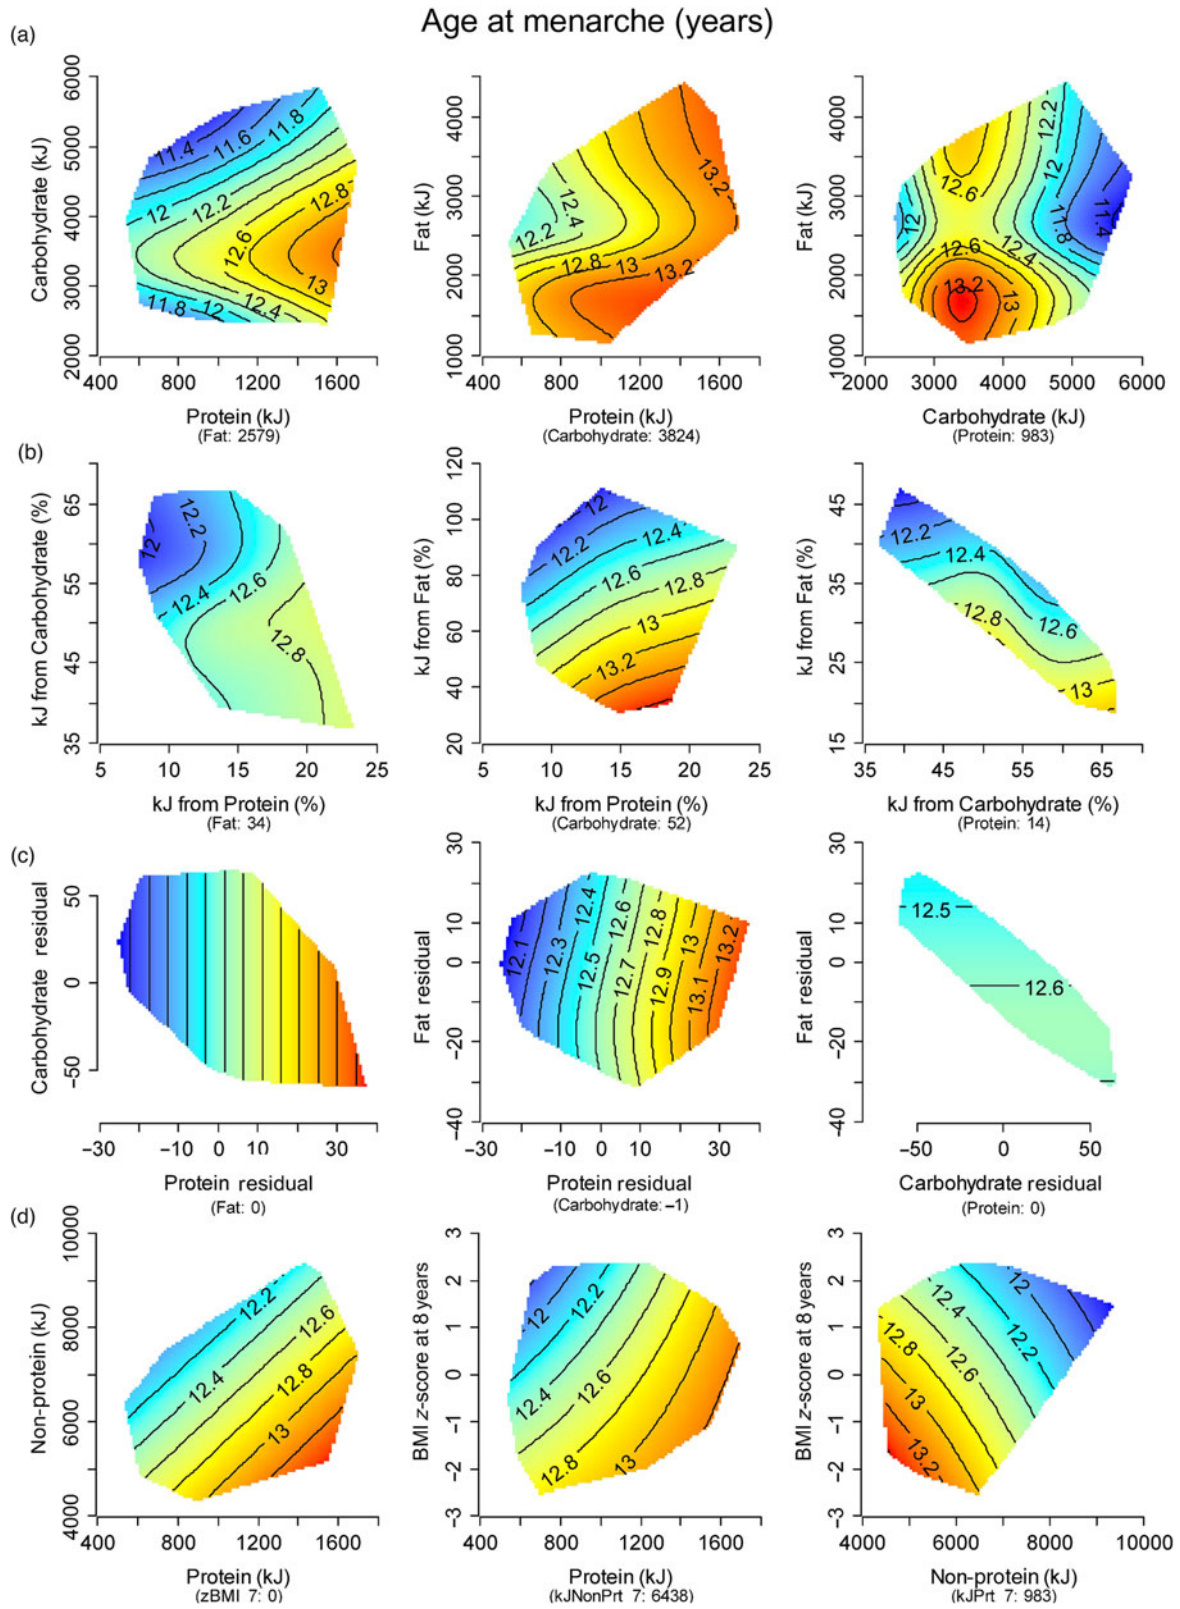 Age at menarche (years)
(a)
Carbohydrate (kJ)
6000
5000
4000
3000
2000
11.4
11.6
11.8
12
12.2
12.8
12.6
13
11.8
12
12.4
400 800 1200 1600
Protein (kJ)
(Fat: 2579)
Fat (kJ)
4000
3000
2000
1000
13.2
12.4
12.2
12.8
13
13.2
400 800 1200 1600
Protein (kJ)
(Carbohydrate: 3824)
Fat (kJ)
4000
3000
2000
1000
12.2
12
12.6
12
11.8
11.4
12.6
12.4
13.2
13
2000 3000 4000 5000 6000
Carbohydrate (kJ)
(Protein: 983)
(b)
kJ from Carbohydrate (%)
65
55
45
35
12.2
12
12.4
12.6
12.8
5 10 15 20 25
kJ from Protein (%)
(Fat: 34)
kJ from Fat (%)
120
100
80
60
40
20
12
12.2
12.4
12.6
12.8
13
13.2
5 10 15 20 25
kJ from Protein (%)
(Carbohydrate: 52)
kJ from Fat (%)
45
35
25
15
12.2
12.4
12.8
12.6
13
35 45 55 65
kJ from Carbohydrate (%)
(Protein: 14)
(c)
Carbohydrate residual
50
0
−50
−30 −10 0 10 30
Protein residual
(Fat: 0)
Fat residual
30
10
0
−20
−40
12.1
12.3
12.4
12.5
12.6
12.7
12.8
12.9
13
13.1
13.2
−30 −10 0 10 30
Protein residual
(Carbohydrate: −1)
Fat residual
30
10
0
−20
−40
12.5
12.6
−50 0 50
Carbohydrate residual
(Protein: 0)
(d)
Non-protein (kJ)
10000
8000
6000
4000
12.2
12.6
12.4
12.8
13
400 800 1200 1600
Protein (kJ)
(zBMI 7: 0)
BMI z-score at 8 years
3
2
1
0
−1
−2
−3
12
12.2
12.4
12.6
12.8
13
400 800 1200 1600
Protein (kJ)
(kJNonPrt 7: 6438)
BMI z-score at 8 years
3
2
1
0
−1
−2
−3
12
12.4
12.2
12.8
12.6
13
13.2
4000 6000 8000 10000
Non-protein (kJ)
(kJPrt 7: 983)